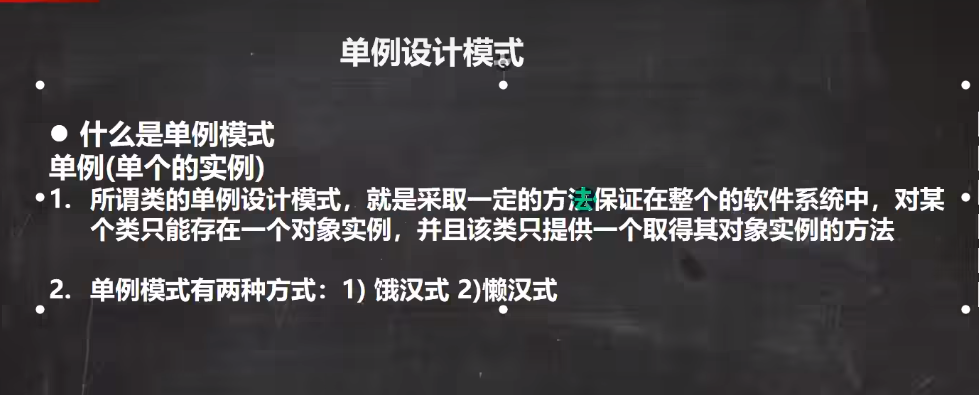 单例设计模式
● 什么是单例模式
单例(单个的实例)
1. 所谓类的单例设计模式，就是采取一定的方法保证在整个的软件系统中，对某
个类只能存在一个对象实例，并且该类只提供一个取得其对象实例的方法
2. 单例模式有两种方式：1) 饿汉式 2)懒汉式